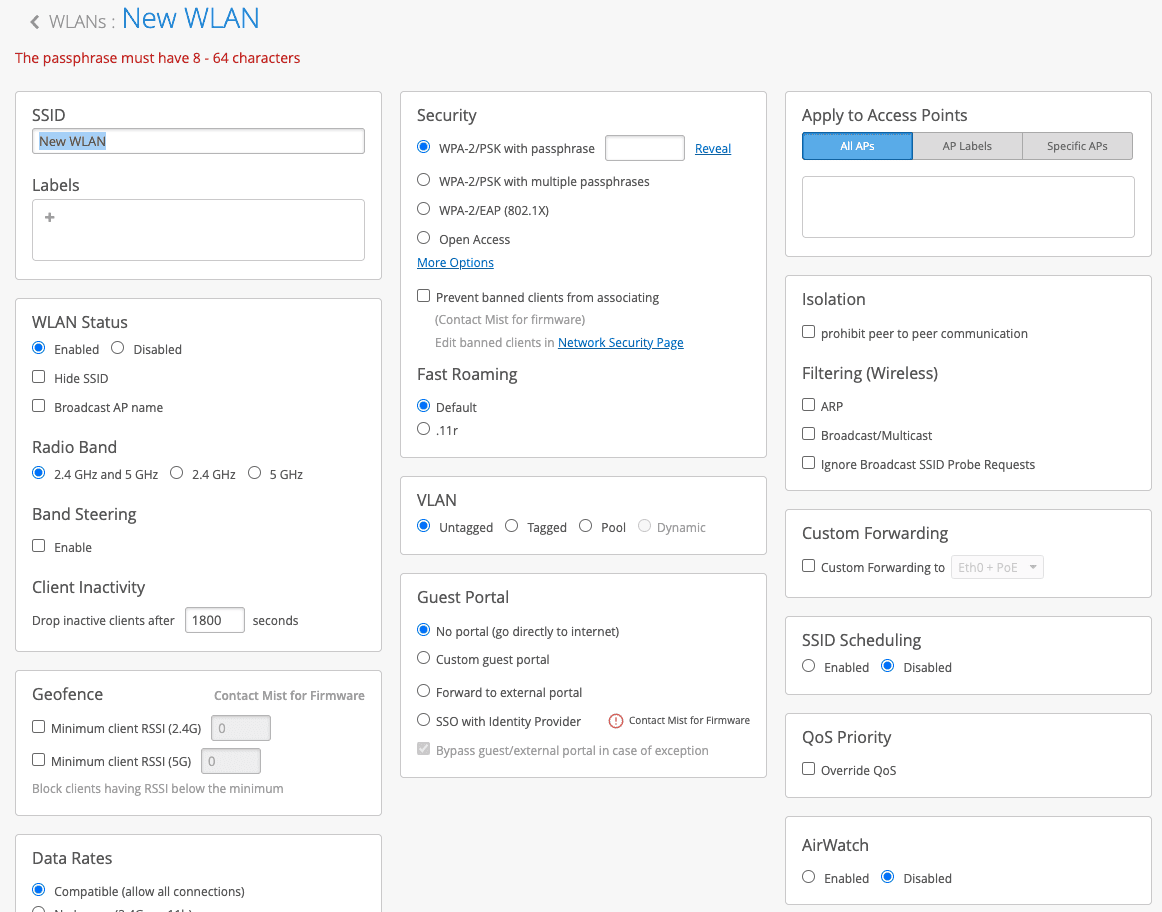 WLANs : New WLAN
The passphrase must have 8 - 64 characters
SSID
New WLAN
Labels
+
WLAN Status
Enabled Disabled
Hide SSID
Broadcast AP name
Radio Band
2.4 GHz and 5 GHz 2.4 GHz 5 GHz
Band Steering
Enable
Client Inactivity
Drop inactive clients after 1800 seconds
Geofence Contact Mist for Firmware
Minimum client RSSI (2.4G) 0
Minimum client RSSI (5G) 0
Block clients having RSSI below the minimum
Data Rates
Compatible (allow all connections)
Security
WPA-2/PSK with passphrase Reveal
WPA-2/PSK with multiple passphrases
WPA-2/EAP (802.1X)
Open Access
More Options
Prevent banned clients from associating
(Contact Mist for firmware)
Edit banned clients in Network Security Page
Fast Roaming
Default
.11r
VLAN
Untagged Tagged Pool Dynamic
Guest Portal
No portal (go directly to internet)
Custom guest portal
Forward to external portal
SSO with Identity Provider Contact Mist for Firmware
Bypass guest/external portal in case of exception
Apply to Access Points
All APs AP Labels Specific APs
Isolation
prohibit peer to peer communication
Filtering (Wireless)
ARP
Broadcast/Multicast
Ignore Broadcast SSID Probe Requests
Custom Forwarding
Custom Forwarding to Eth0 + PoE
SSID Scheduling
Enabled Disabled
QoS Priority
Override QoS
AirWatch
Enabled Disabled